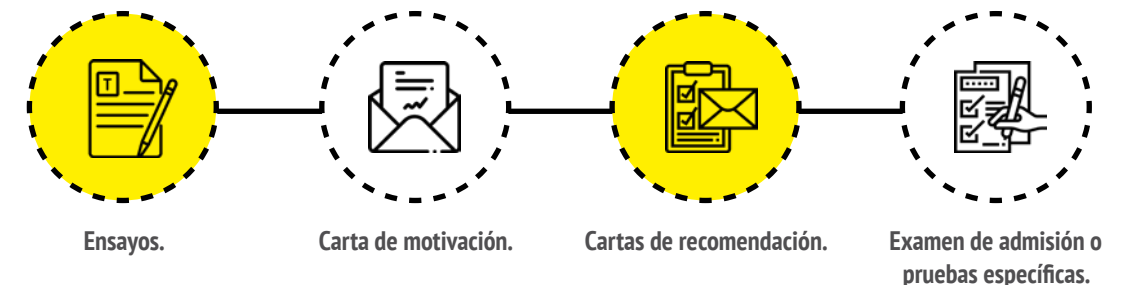 T
Ensayos.
Carta de motivación.
Cartas de recomendación.
Examen de admisión o
pruebas específicas.